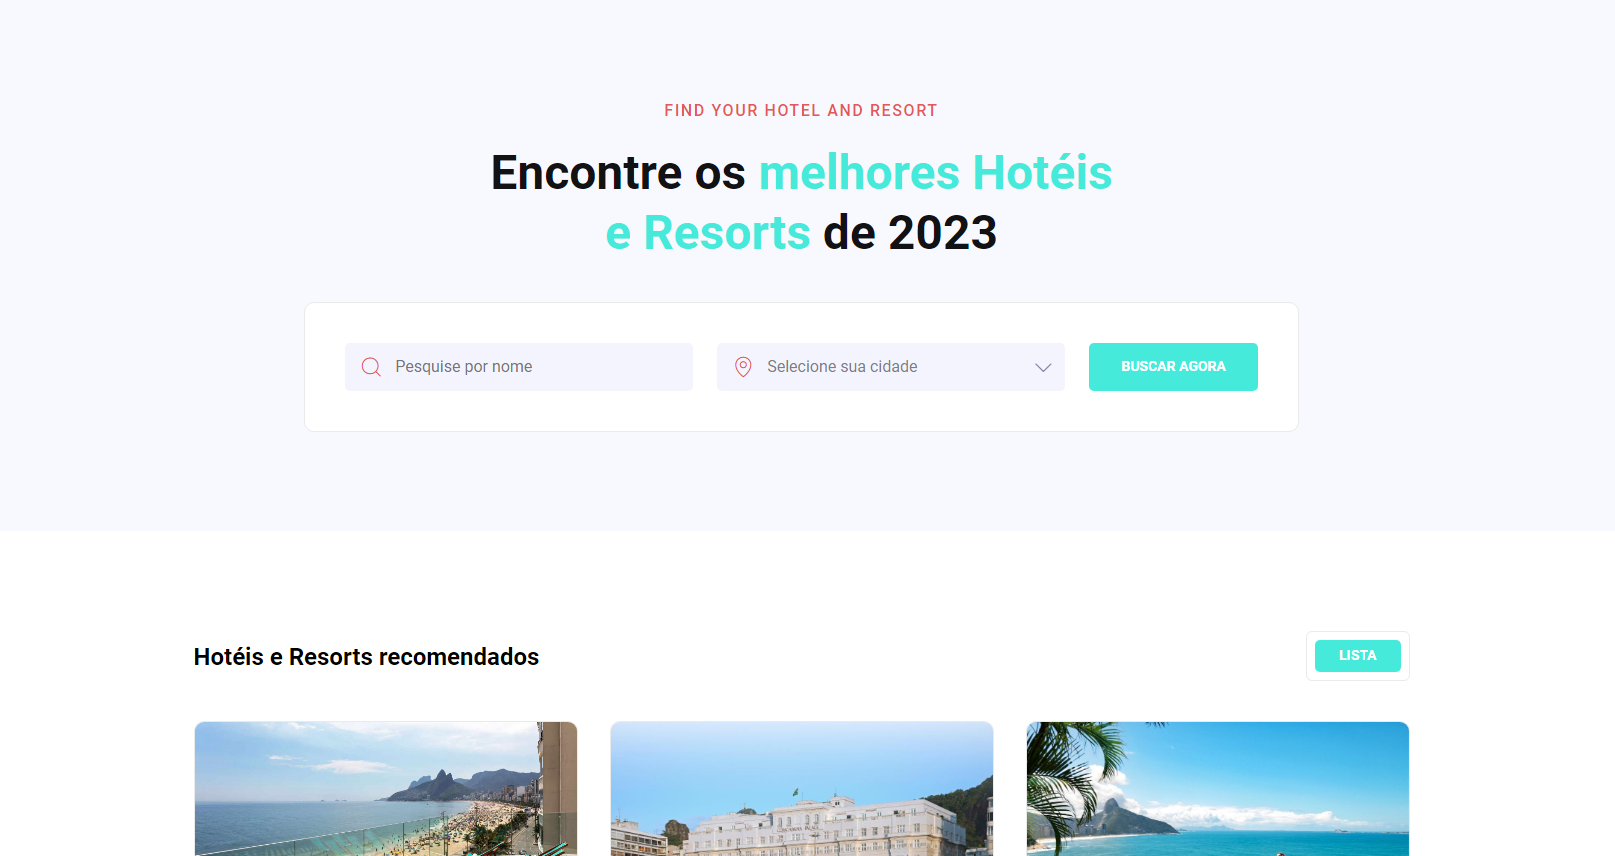 FIND YOUR HOTEL AND RESORT
Encontre os melhores Hotéis
e Resorts de 2023
Pesquise por nome
Selecione sua cidade
BUSCAR AGORA
Hotéis e Resorts recomendados
LISTA